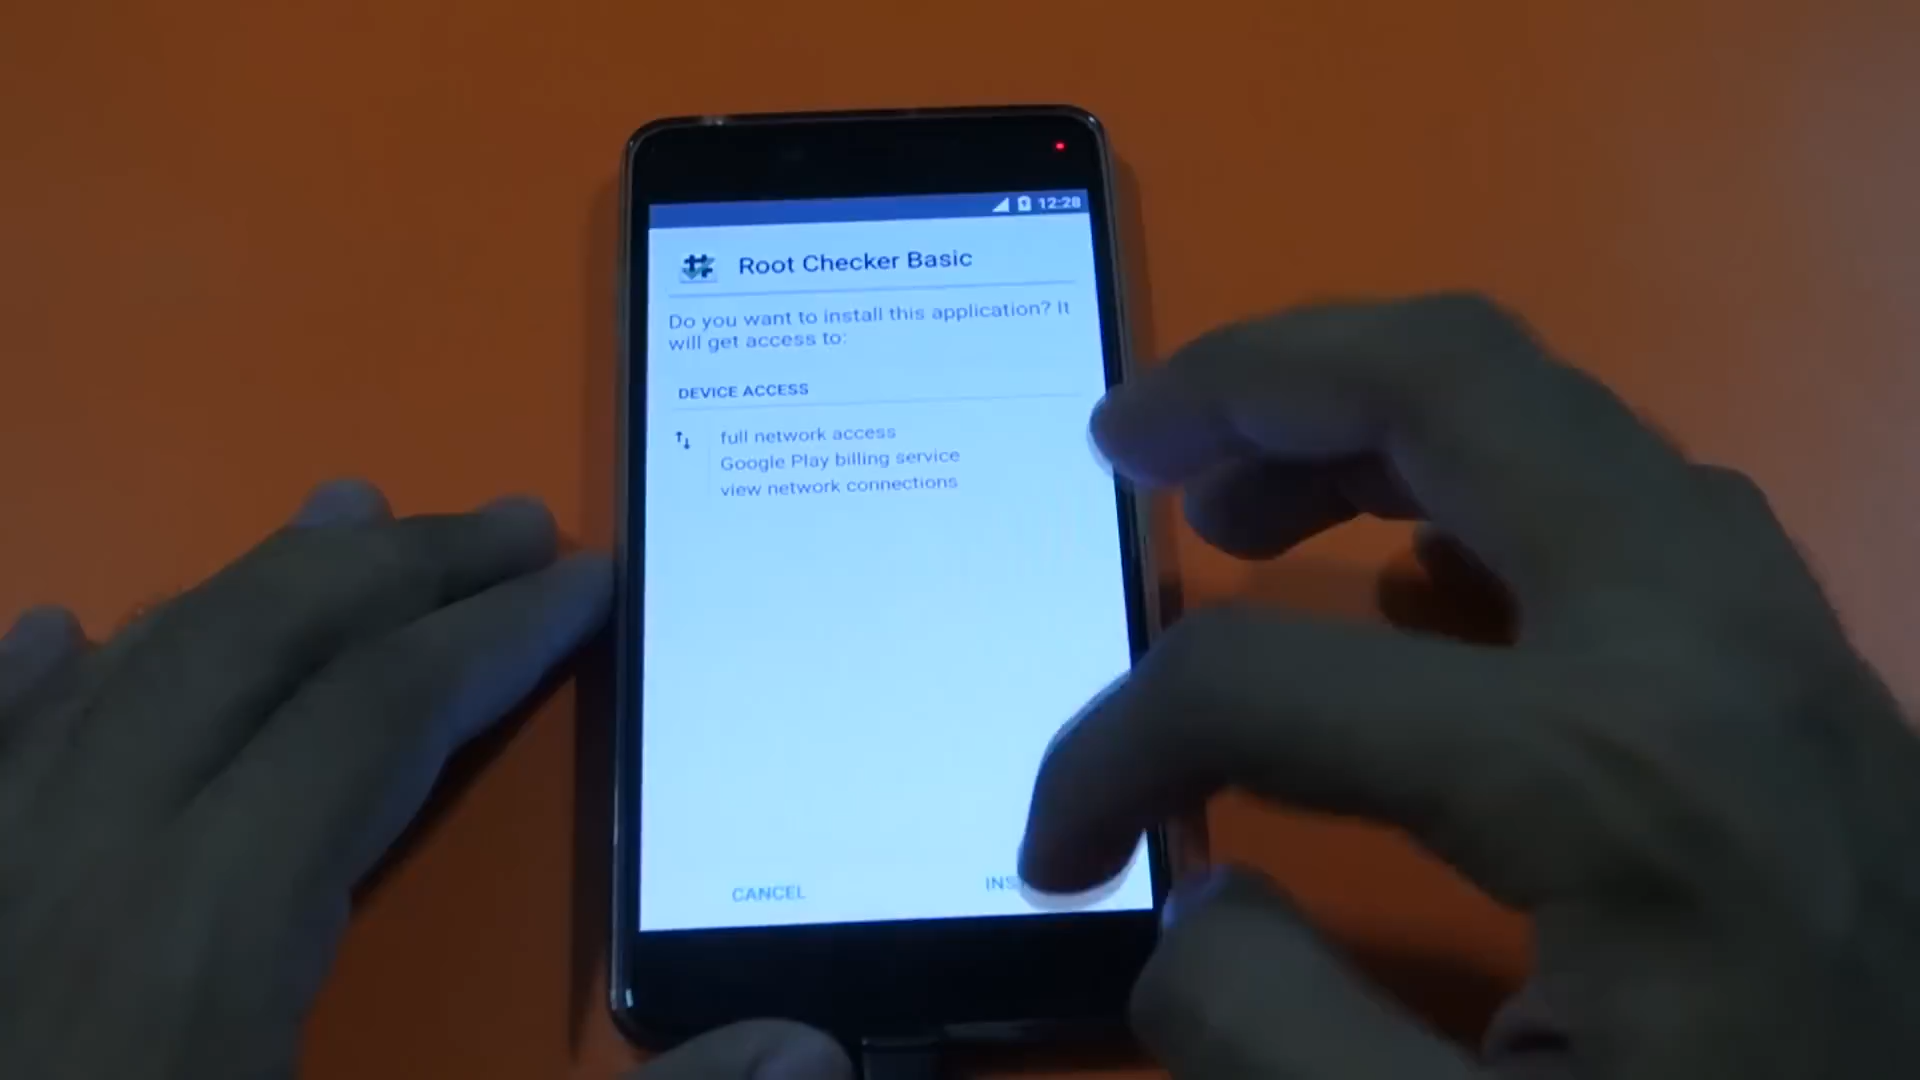 12:28
Root Checker Basic
Do you want to install this application? It
will get access to:
DEVICE ACCESS
full network access
Google Play billing service
view network connections
CANCEL